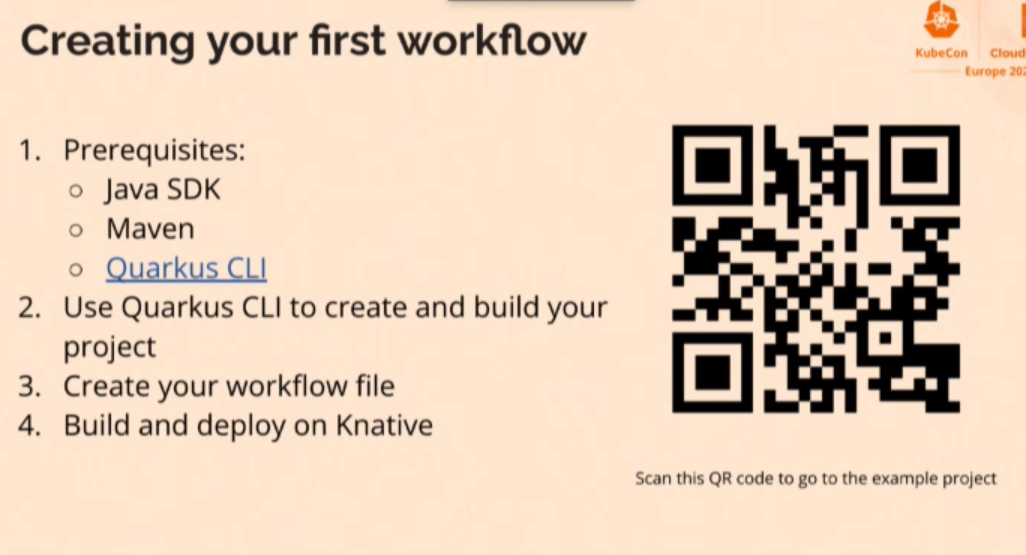 Creating your first workflow
KubeCon
Cloud
Europe 202
1. Prerequisites:
○ Java SDK
○ Maven
○ Quarkus CLI
2. Use Quarkus CLI to create and build your
project
3. Create your workflow file
4. Build and deploy on Knative
Scan this QR code to go to the example project